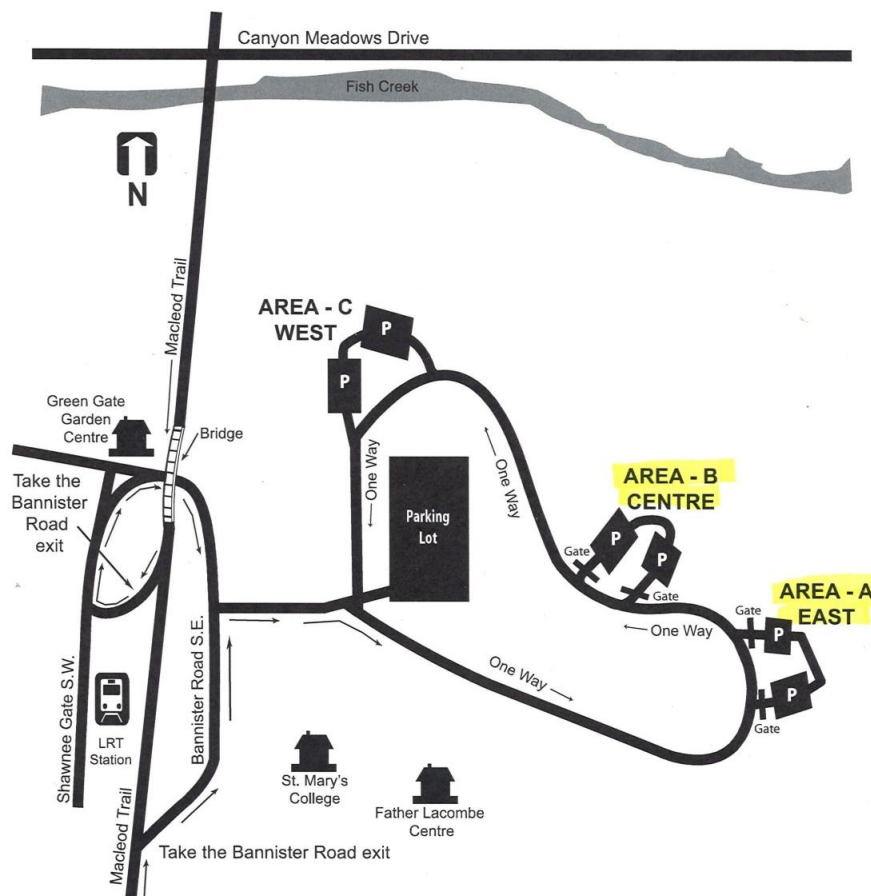 Canyon Meadows Drive
Fish Creek
N
Macleod Trail
AREA - C
WEST
P
P
Green Gate
Garden
Centre
Bridge
Take the
Bannister
Road
exit
One Way
One Way
Parking
Lot
AREA - B
CENTRE
P
P
Gate
Gate
AREA - A
EAST
Gate
P
One Way
P
Gate
One Way
Bannister Road S.E.
Shawnee Gate S.W.
LRT
Station
St. Mary's
College
Father Lacombe
Centre
Macleod Trail
Take the Bannister Road exit